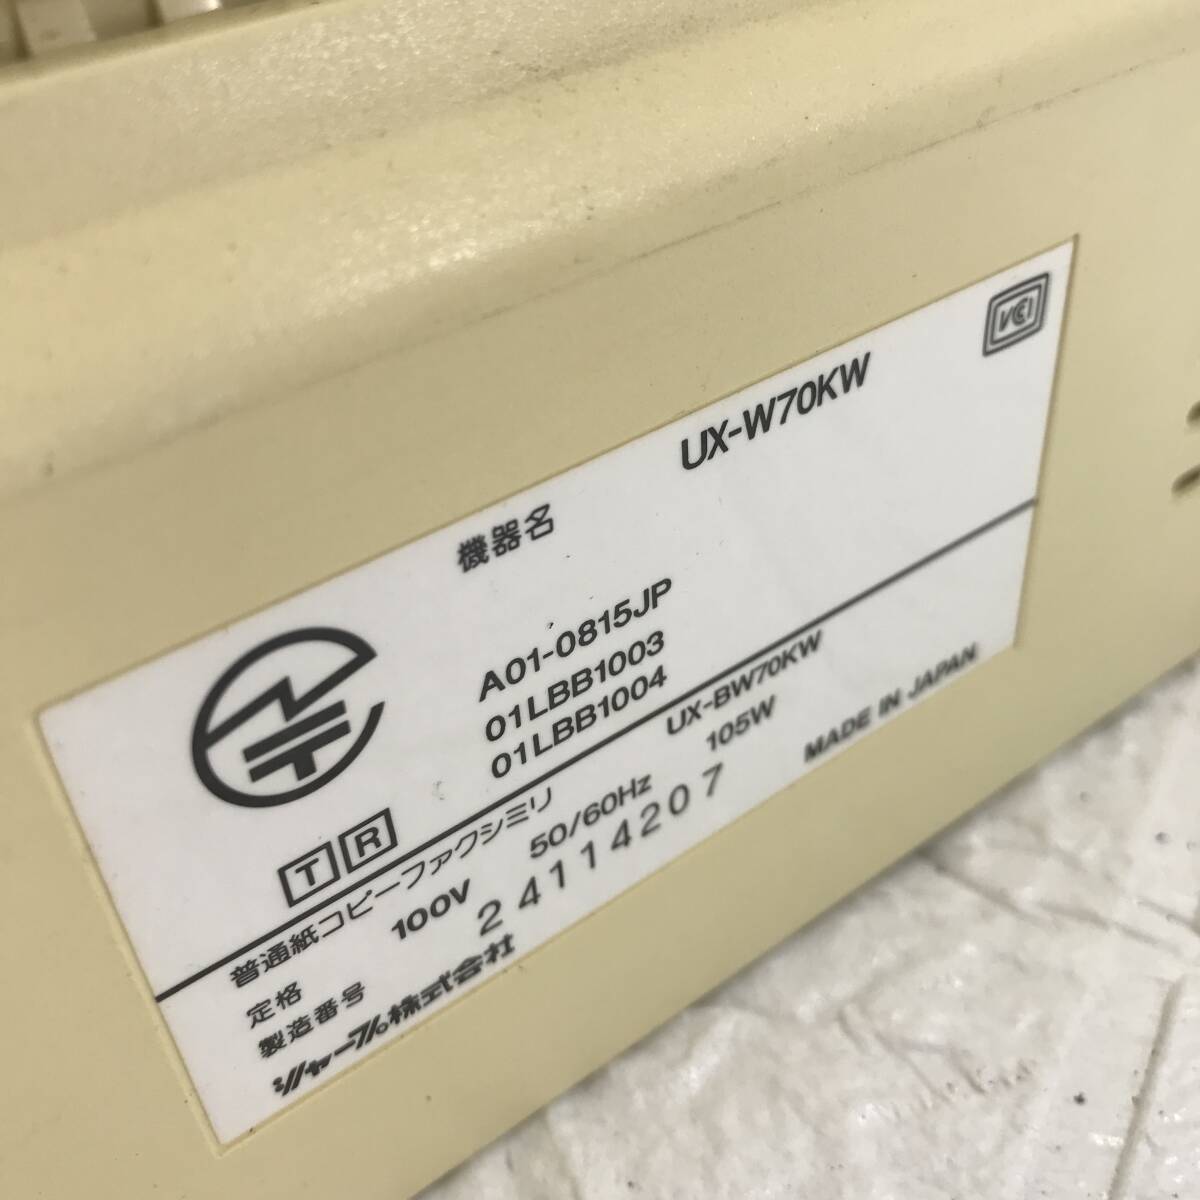 VCI
機器名 UX-W70KW
A01-0815JP
01LBB1003
01LBB1004
T R
普通紙コピーファクシミリ UX-BW70KW
定格 100V 50/60Hz 105W
製造番号 24114207
シャープ株式会社 MADE IN JAPAN